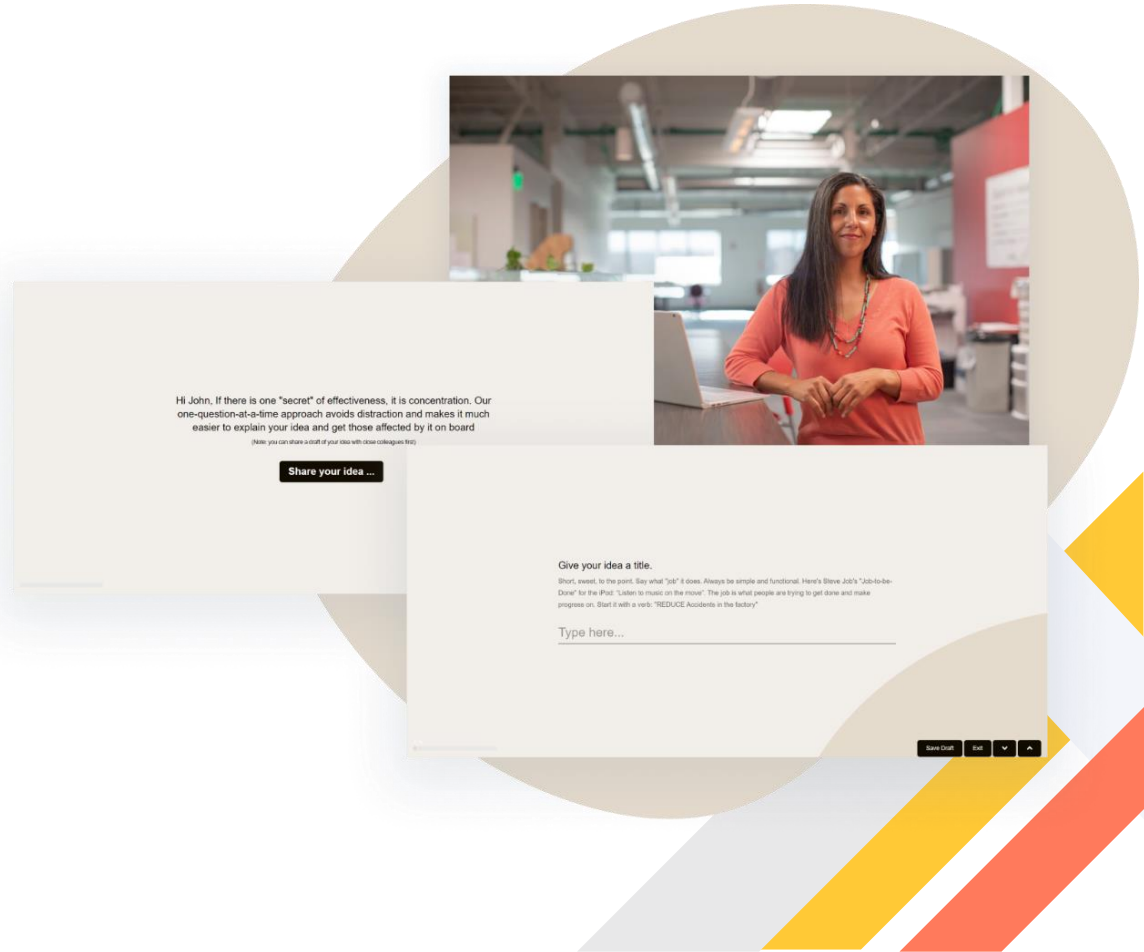 Hi John, If there is one "secret" of effectiveness, it is concentration. Our
one-question-at-a-time approach avoids distraction and makes it much
easier to explain your idea and get those affected by it on board
(Note: you can share a draft of your idea with close colleagues first)
Share your idea ...
Give your idea a title.
Short, sweet, to the point. Say what "job" it does. Always be simple and functional. Here's Steve Job's "Job-to-be-
Done" for the iPod: "Listen to music on the move". The job is what people are trying to get done and make
progress on. Start it with a verb: "REDUCE Accidents in the factory"
Type here...
Save Draft
Exit